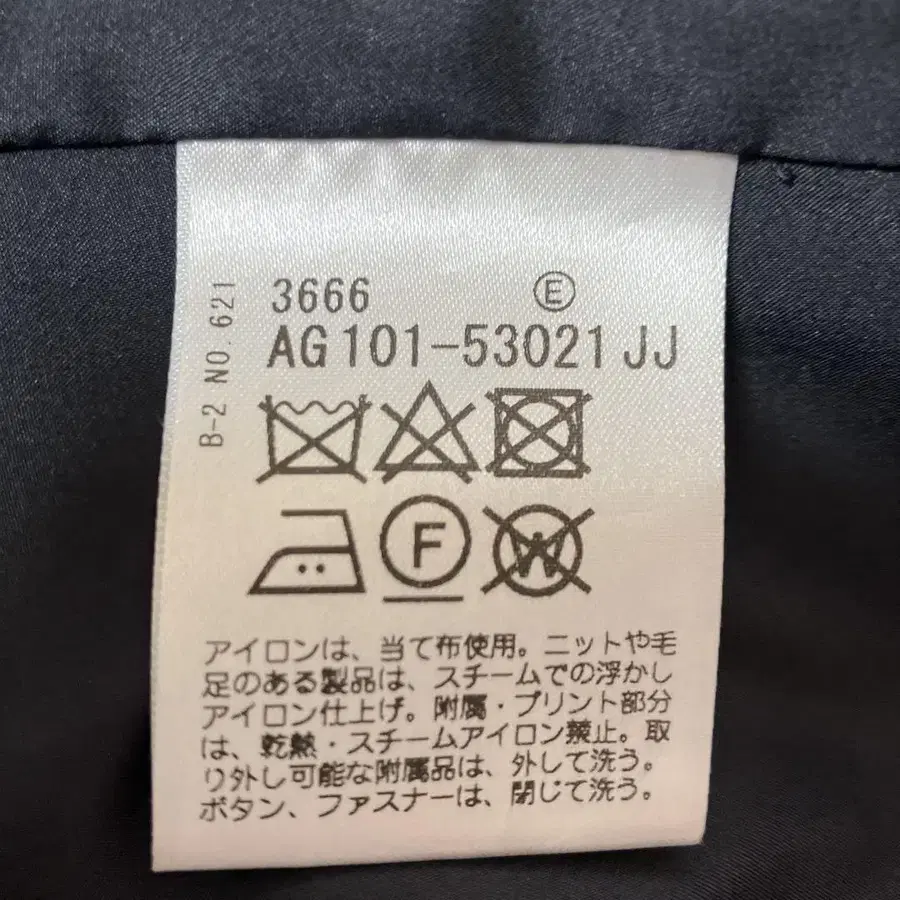 B-2 NO.621
3666 Ⓔ
AG101-53021 JJ
F
W
アイロンは、当て布使用。ニットや毛
足のある製品は、スチームでの浮かし
アイロン仕上げ。附属・プリント部分
は、乾熱・スチームアイロン禁止。取
り外し可能な附属品は、外して洗う。
ボタン、ファスナーは、閉じて洗う。